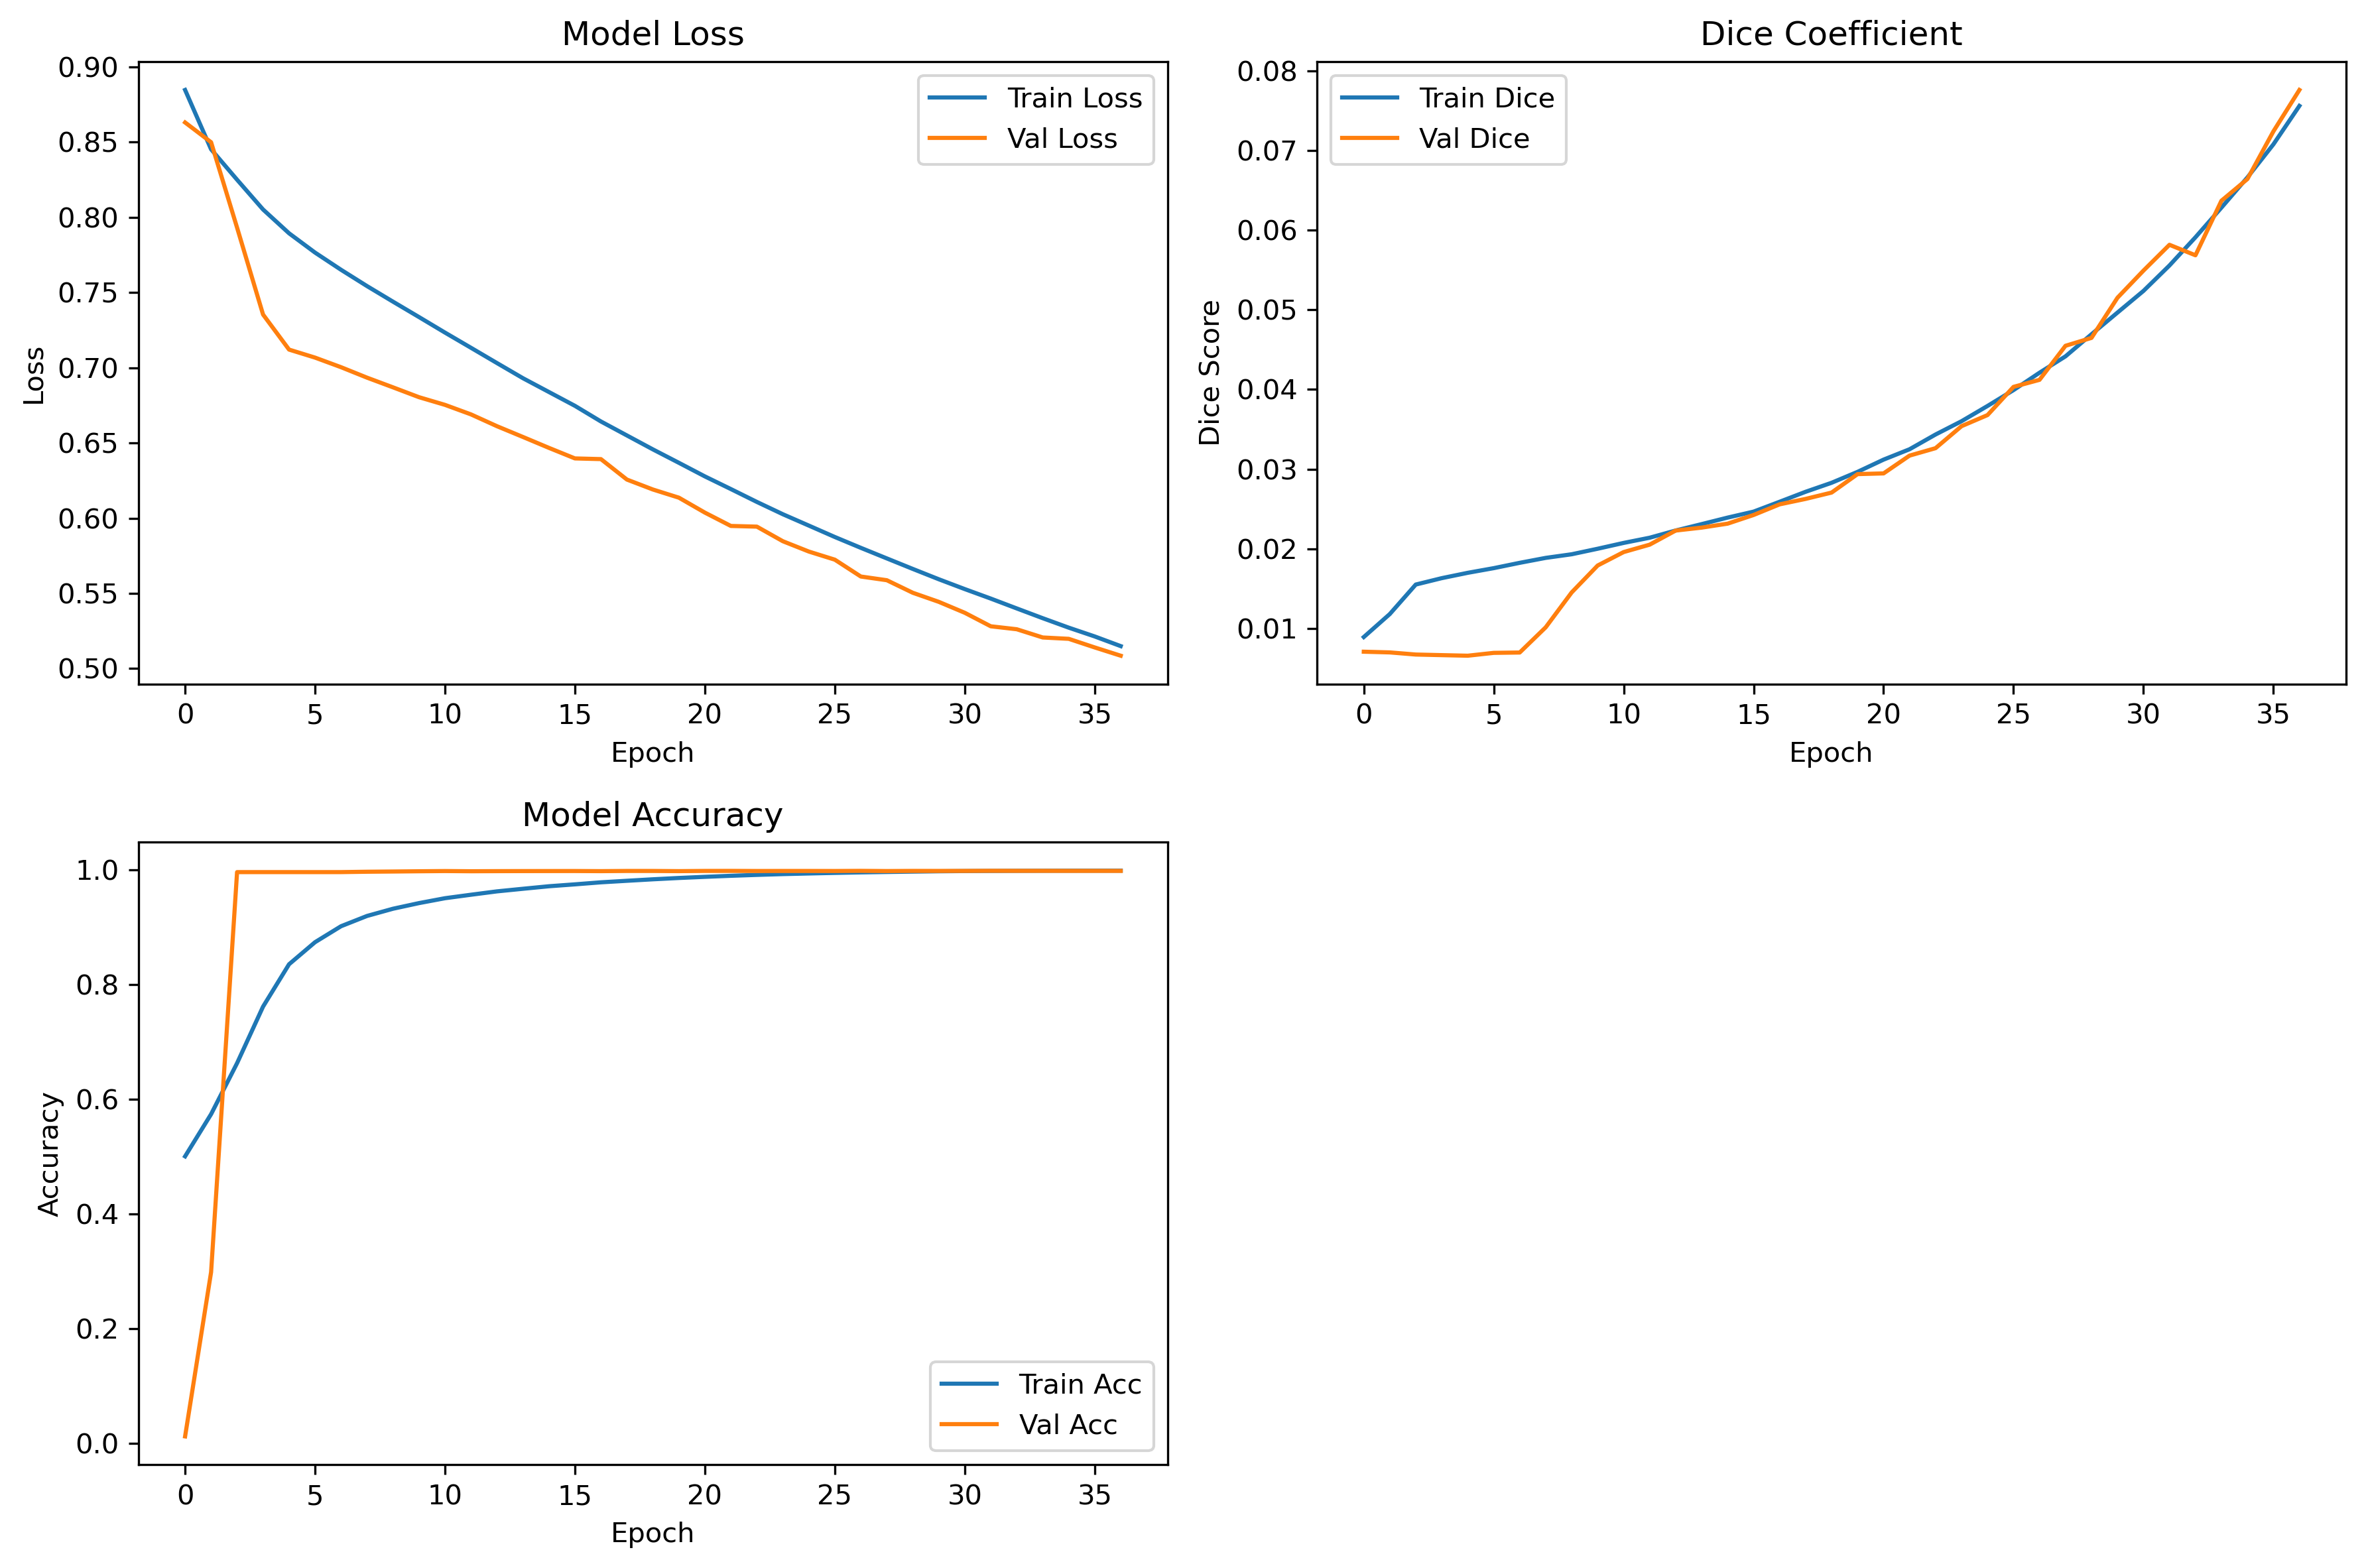 Model Loss
0.90
0.85
0.80
0.75
0.70
0.65
0.60
0.55
0.50
Loss
Train Loss
Val Loss
0 5 10 15 20 25 30 35
Epoch
Dice Coefficient
0.08
0.07
0.06
0.05
0.04
0.03
0.02
0.01
Dice Score
Train Dice
Val Dice
0 5 10 15 20 25 30 35
Epoch
Model Accuracy
1.0
0.8
0.6
0.4
0.2
0.0
Accuracy
Train Acc
Val Acc
0 5 10 15 20 25 30 35
Epoch